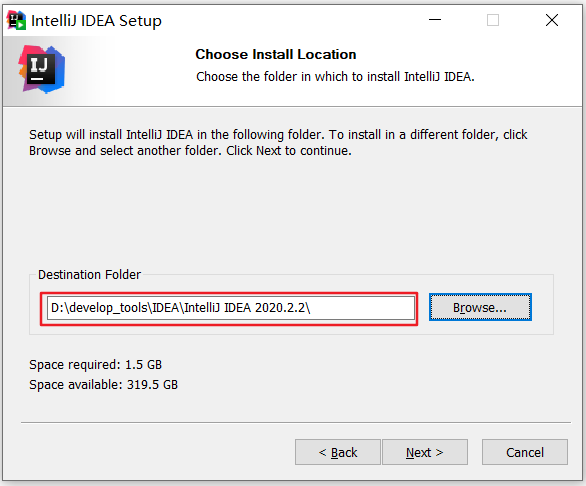 IntelliJ IDEA Setup
IJ
Choose Install Location
Choose the folder in which to install IntelliJ IDEA.
Setup will install IntelliJ IDEA in the following folder. To install in a different folder, click
Browse and select another folder. Click Next to continue.
Destination Folder
D:\develop_tools\IDEA\IntelliJ IDEA 2020.2.2\
Browse...
Space required: 1.5 GB
Space available: 319.5 GB
< Back
Next >
Cancel